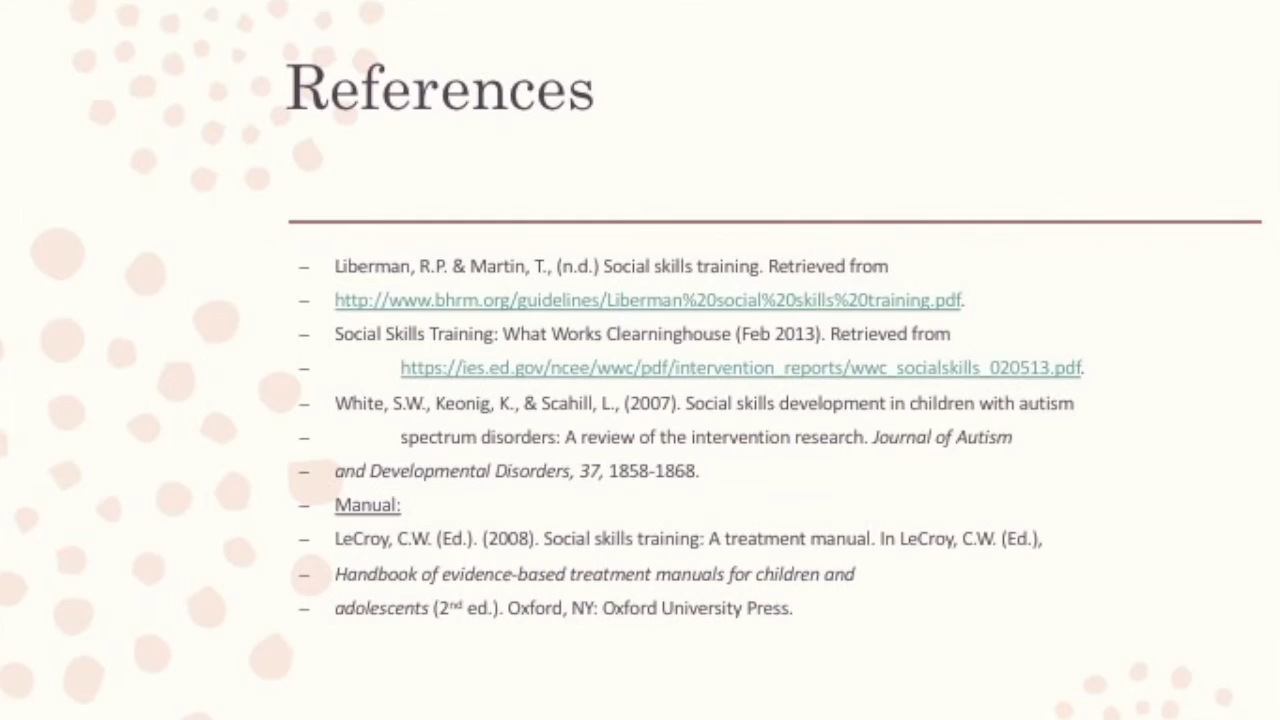 References
– Liberman, R.P. & Martin, T., (n.d.) Social skills training. Retrieved from
– http://www.bhrm.org/guidelines/Liberman%20social%20skills%20training.pdf.
– Social Skills Training: What Works Clearninghouse (Feb 2013). Retrieved from
– https://ies.ed.gov/ncee/wwc/pdf/intervention_reports/wwc_socialskills_020513.pdf.
– White, S.W., Keonig, K., & Scahill, L., (2007). Social skills development in children with autism
– spectrum disorders: A review of the intervention research. Journal of Autism
– and Developmental Disorders, 37, 1858-1868.
– Manual:
– LeCroy, C.W. (Ed.). (2008). Social skills training: A treatment manual. In LeCroy, C.W. (Ed.),
– Handbook of evidence-based treatment manuals for children and
– adolescents (2nd ed.). Oxford, NY: Oxford University Press.